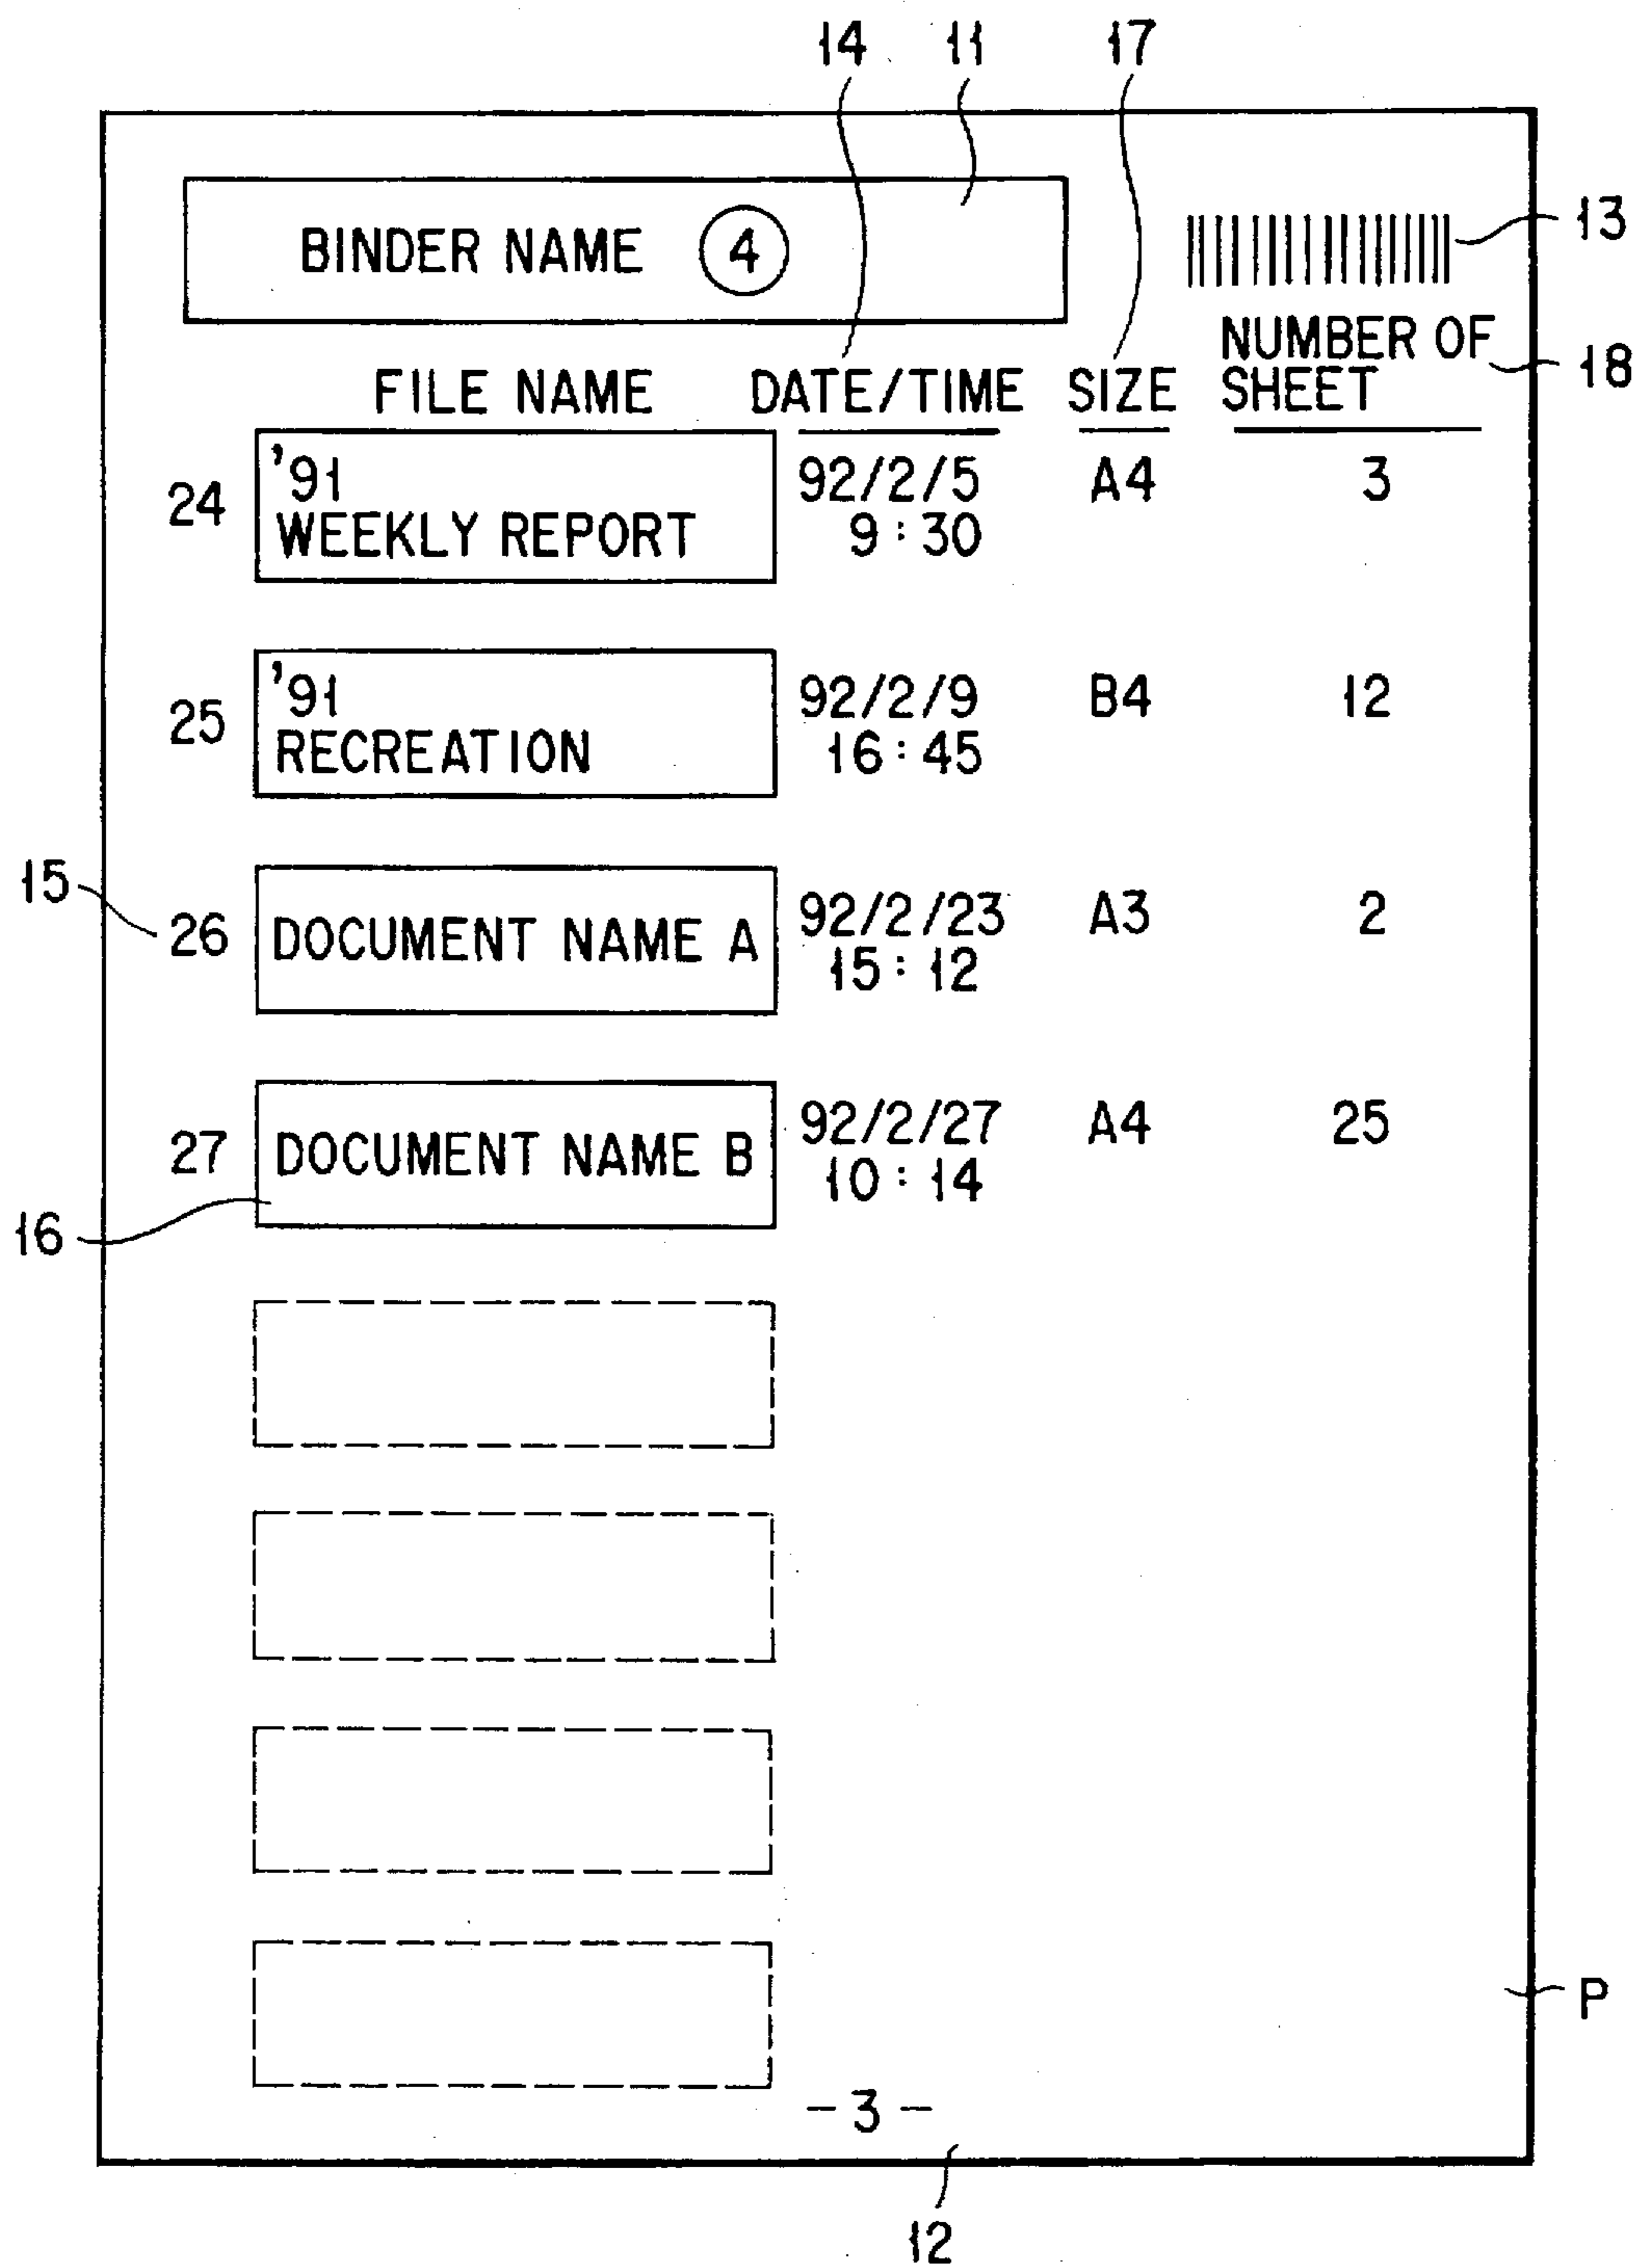 14 11 17
BINDER NAME 4
13
NUMBER OF
18
FILE NAME DATE/TIME SIZE SHEET
'91 92/2/5 A4 3
24
WEEKLY REPORT 9:30
'91 92/2/9 B4 12
25
RECREATION 16:45
15
92/2/23 A3 2
26 DOCUMENT NAME A
15:12
92/2/27 A4 25
27 DOCUMENT NAME B
10:14
16
P
-3-
12